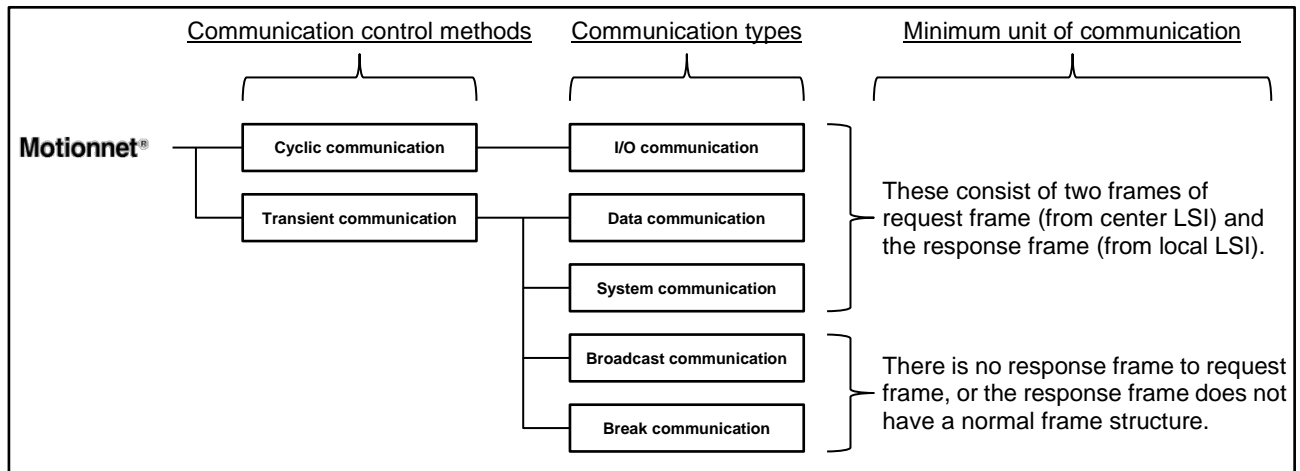 Communication control methods
Communication types
Minimum unit of communication
Motionnet®
Cyclic communication
I/O communication
Transient communication
Data communication
System communication
These consist of two frames of
request frame (from center LSI) and
the response frame (from local LSI).
Broadcast communication
Break communication
There is no response frame to request
frame, or the response frame does not
have a normal frame structure.